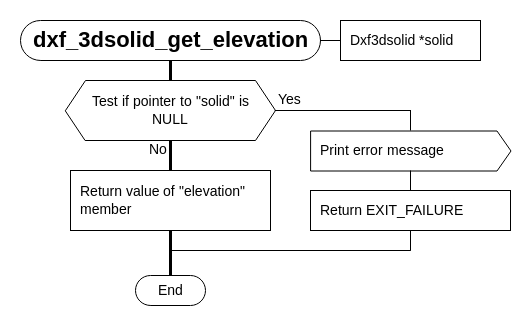 dxf_3dsolid_get_elevation
Dxf3dsolid *solid
Test if pointer to "solid" is
NULL
Yes
No
Print error message
Return value of "elevation"
member
Return EXIT_FAILURE
End